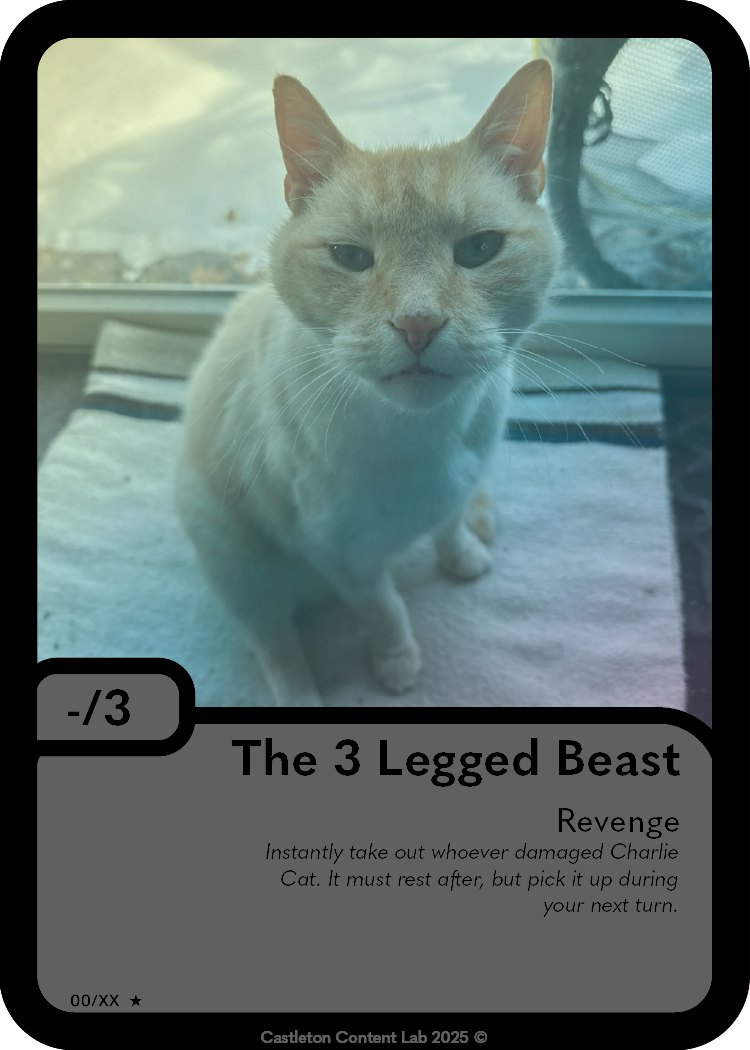 -/3
The 3 Legged Beast
Revenge
Instantly take out whoever damaged Charlie
Cat. It must rest after, but pick it up during
your next turn.
00/XX ★
Castleton Content Lab 2025 ©